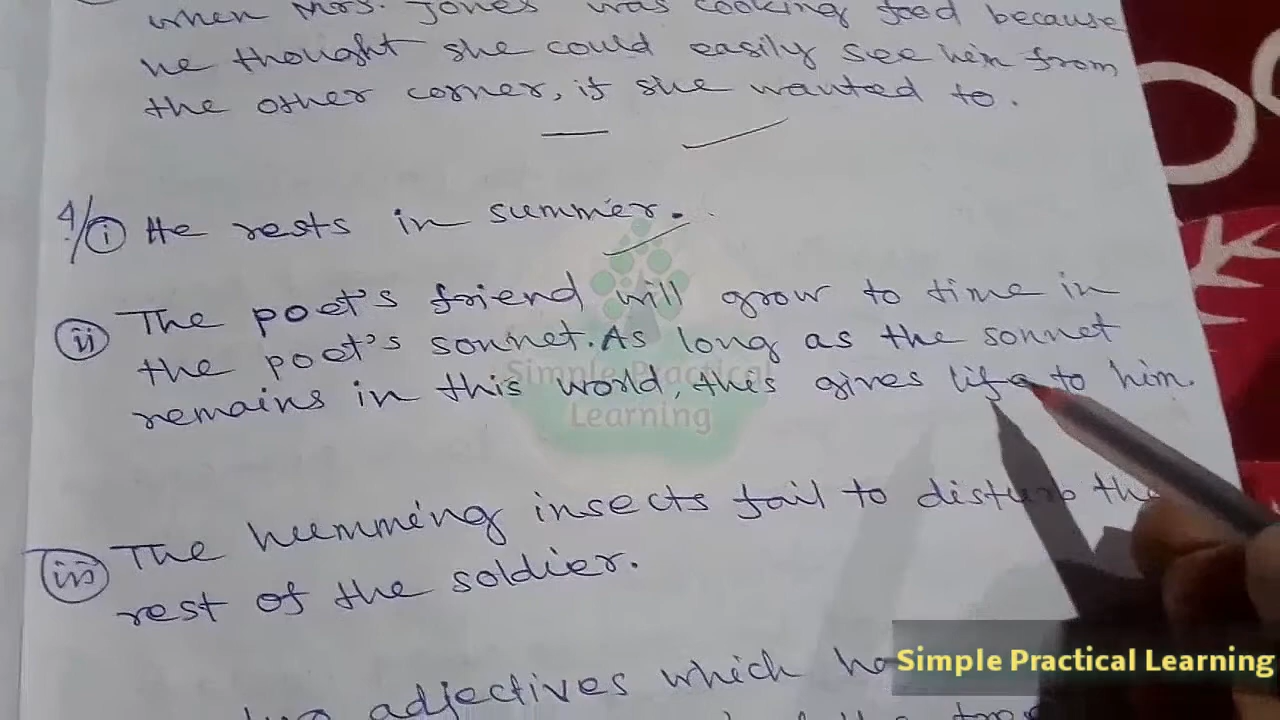 when Mrs. Jones was cooking food because
he thought she could easily see him from
the other corner, if she wanted to.
4/ i He rests in summer.
ii The poet's friend will grow to time in
the poet's sonnet. As long as the sonnet
remains in this world, this gives life to him.
Simple Practical
Learning
iii The humming insects fail to disturb the
rest of the soldier.
adjectives which
Simple Practical Learning